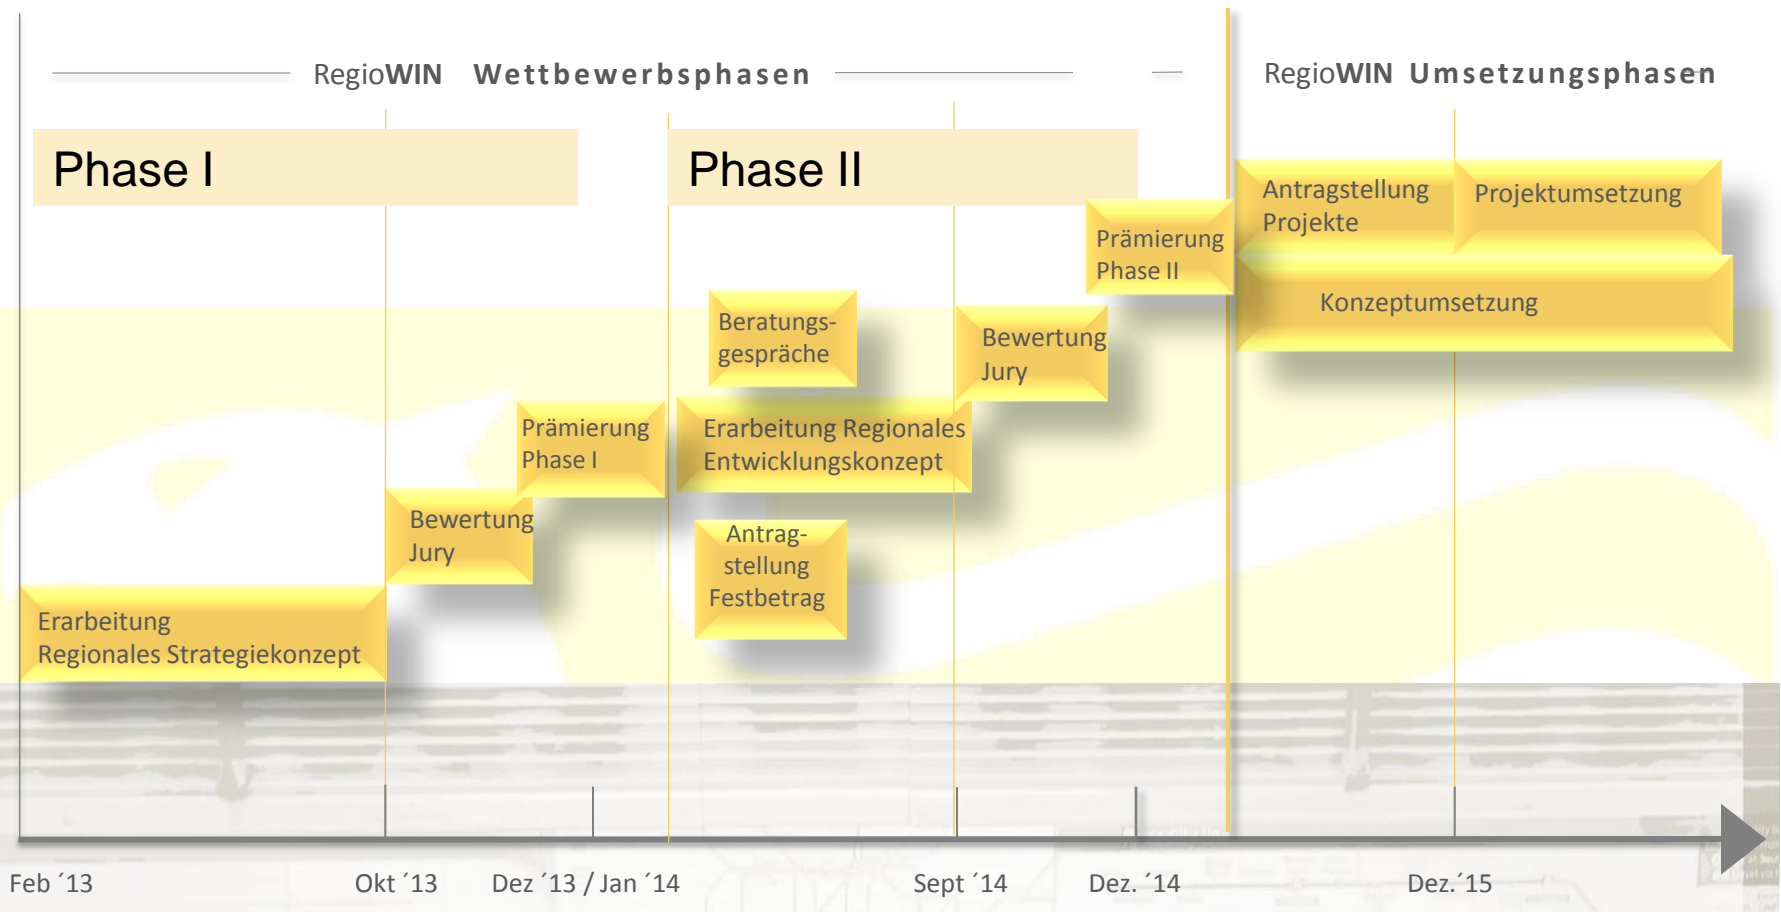 RegioWIN Wettbewerbsphasen
RegioWIN Umsetzungsphasen
Phase I
Phase II
Antragstellung
Projekte
Projektumsetzung
Prämierung
Phase II
Konzeptumsetzung
Beratungs-
gespräche
Bewertung
Jury
Prämierung
Phase I
Erarbeitung Regionales
Entwicklungskonzept
Bewertung
Jury
Antrag-
stellung
Festbetrag
Erarbeitung
Regionales Strategiekonzept
Feb ´13
Okt ´13
Dez ´13 / Jan ´14
Sept ´14
Dez. ´14
Dez.´15